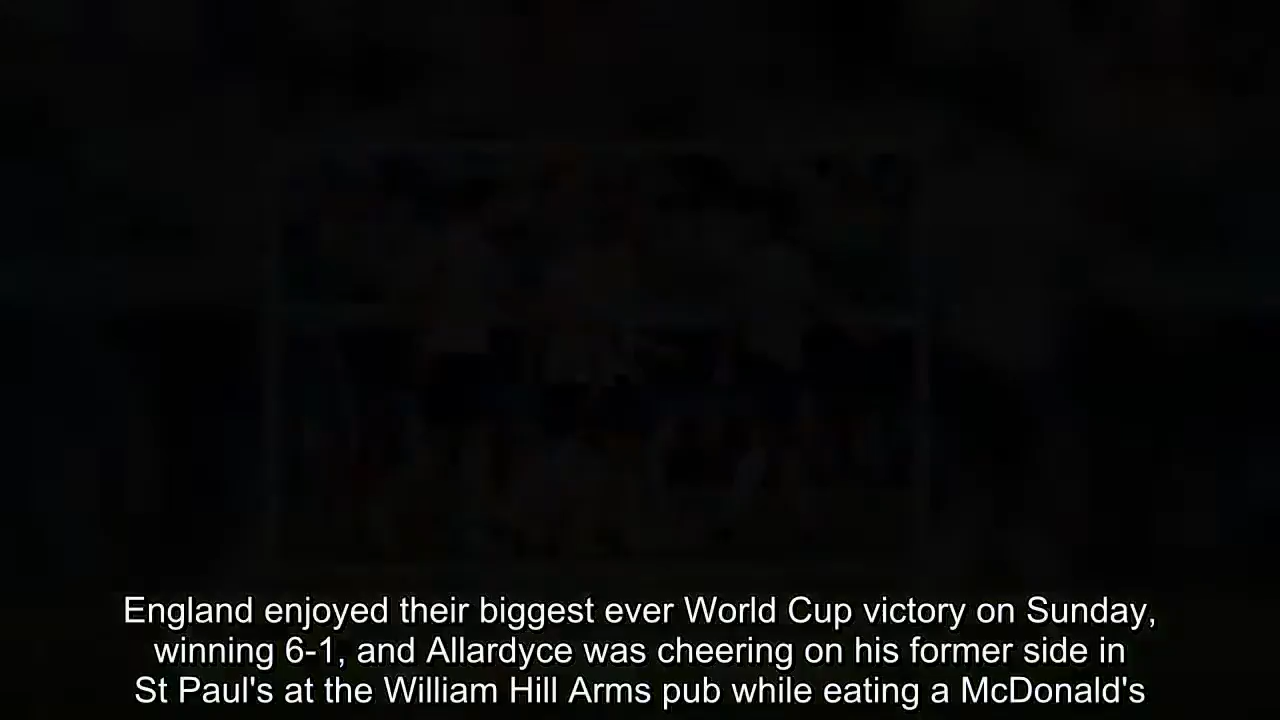 England enjoyed their biggest ever World Cup victory on Sunday,
winning 6-1, and Allardyce was cheering on his former side in
St Paul's at the William Hill Arms pub while eating a McDonald's